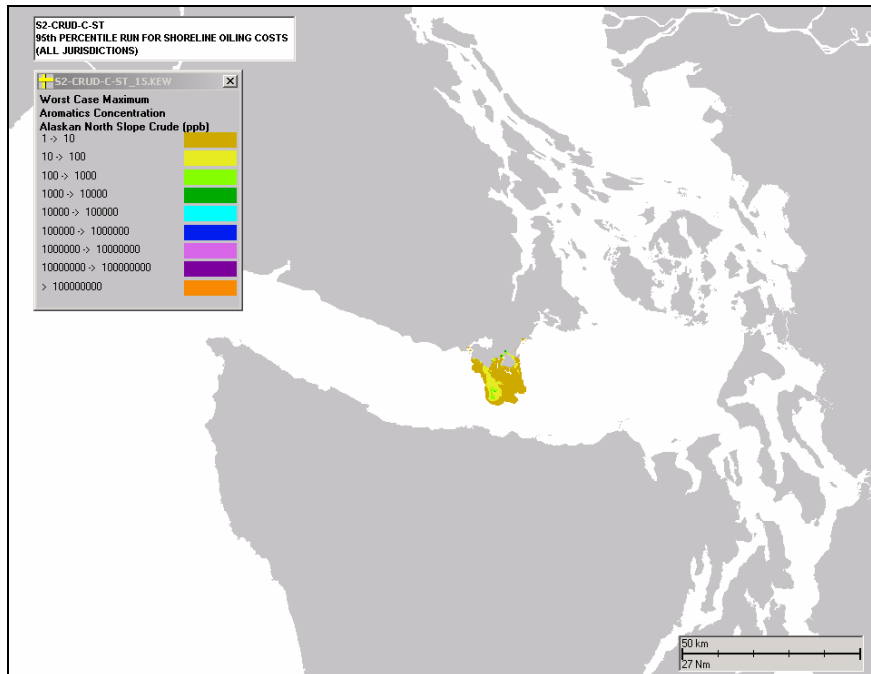 S2-CRUD-C-ST
95th PERCENTILE RUN FOR SHORELINE OILING COSTS
(ALL JURISDICTIONS)
S2-CRUD-C-ST_15.KEW
Worst Case Maximum
Aromatics Concentration
Alaskan North Slope Crude (ppb)
1 -> 10
10 -> 100
100 -> 1000
1000 -> 10000
10000 -> 100000
100000 -> 1000000
1000000 -> 10000000
10000000 -> 100000000
> 100000000
50 km
27 Nm